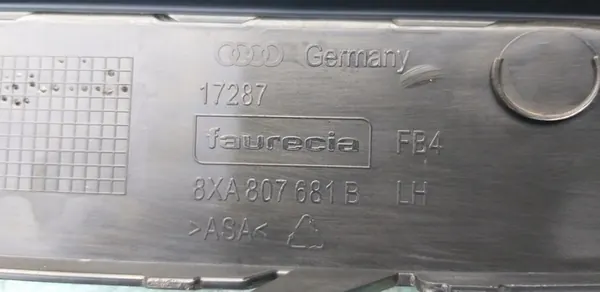 Germany
17287
faurecia FB4
8XA 807 681 B LH
>ASA<